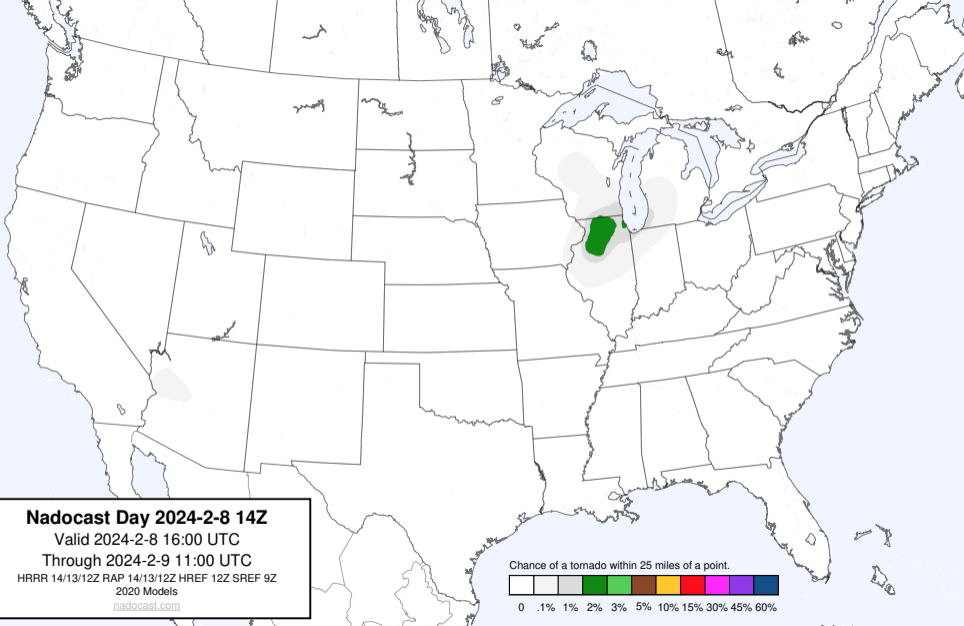 Nadocast Day 2024-2-8 14Z
Valid 2024-2-8 16:00 UTC
Through 2024-2-9 11:00 UTC
HRRR 14/13/12Z RAP 14/13/12Z HREF 12Z SREF 9Z
2020 Models
nadocast.com
Chance of a tornado within 25 miles of a point.
0 .1% 1% 2% 3% 5% 10% 15% 30% 45% 60%